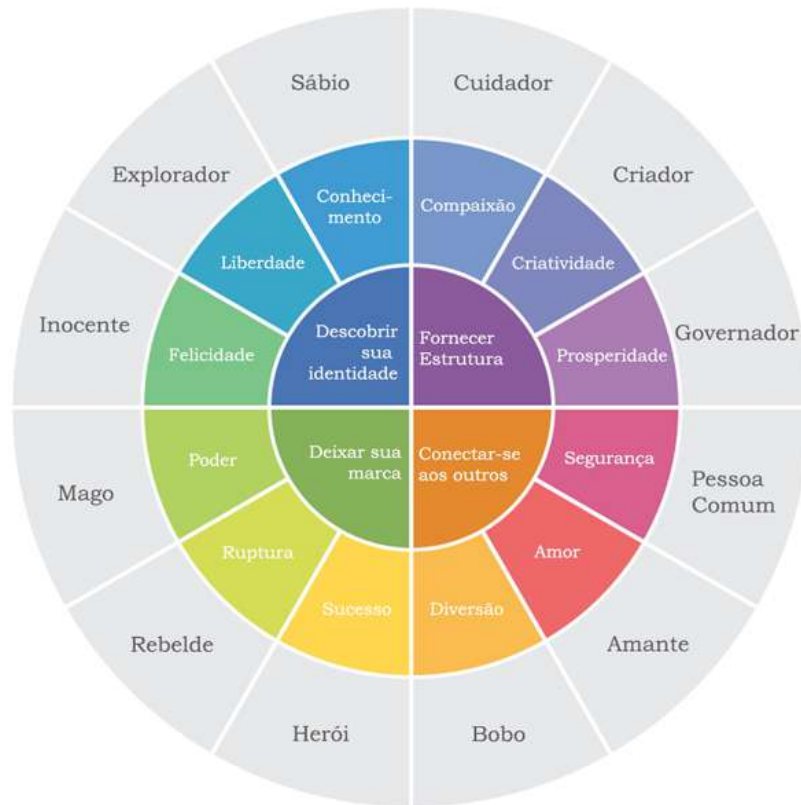 Sábio
Cuidador
Explorador
Criador
Inocente
Governador
Mago
Pessoa
Comum
Rebelde
Amante
Herói
Bobo
Conheci-
mento
Compaixão
Liberdade
Criatividade
Felicidade
Prosperidade
Poder
Segurança
Ruptura
Amor
Sucesso
Diversão
Descobrir
sua
identidade
Fornecer
Estrutura
Deixar sua
marca
Conectar-se
aos outros